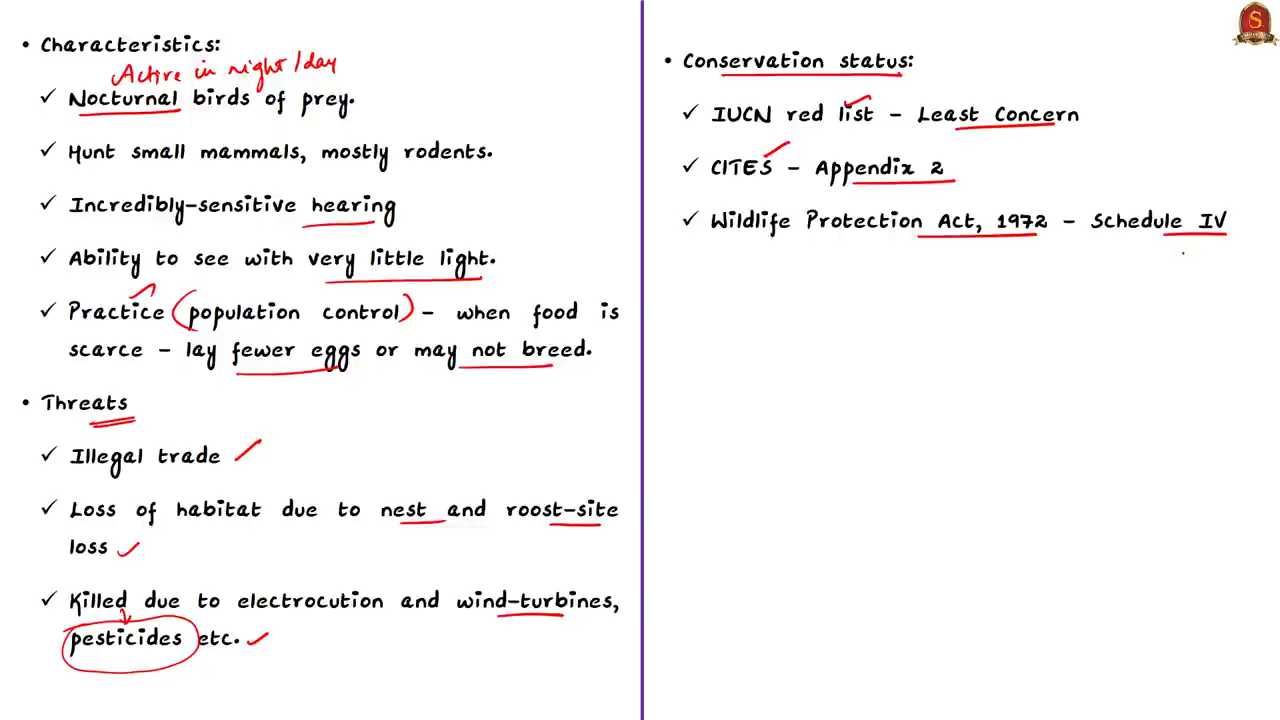 • Characteristics:
Active in night/day
✓ Nocturnal birds of prey.
✓ Hunt small mammals, mostly rodents.
✓ Incredibly-sensitive hearing
✓ Ability to see with very little light.
✓ Practice (population control) – when food is
scarce – lay fewer eggs or may not breed.
• Threats
✓ Illegal trade
✓ Loss of habitat due to nest and roost-site
loss
✓ Killed due to electrocution and wind-turbines,
pesticides etc.
• Conservation status:
✓ IUCN red list – Least Concern
✓ CITES – Appendix 2
✓ Wildlife Protection Act, 1972 – Schedule IV
S